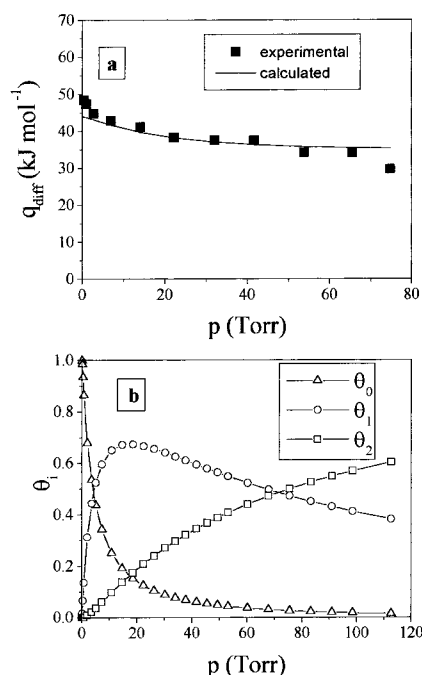 50
a
experimental
calculated
40
30
20
10
0
q_diff (kJ mol⁻¹)
0 20 40 60 80
p (Torr)
1.0
b
θ₀
θ₁
θ₂
0.8
0.6
0.4
0.2
0.0
θᵢ
0 20 40 60 80 100 120
p (Torr)